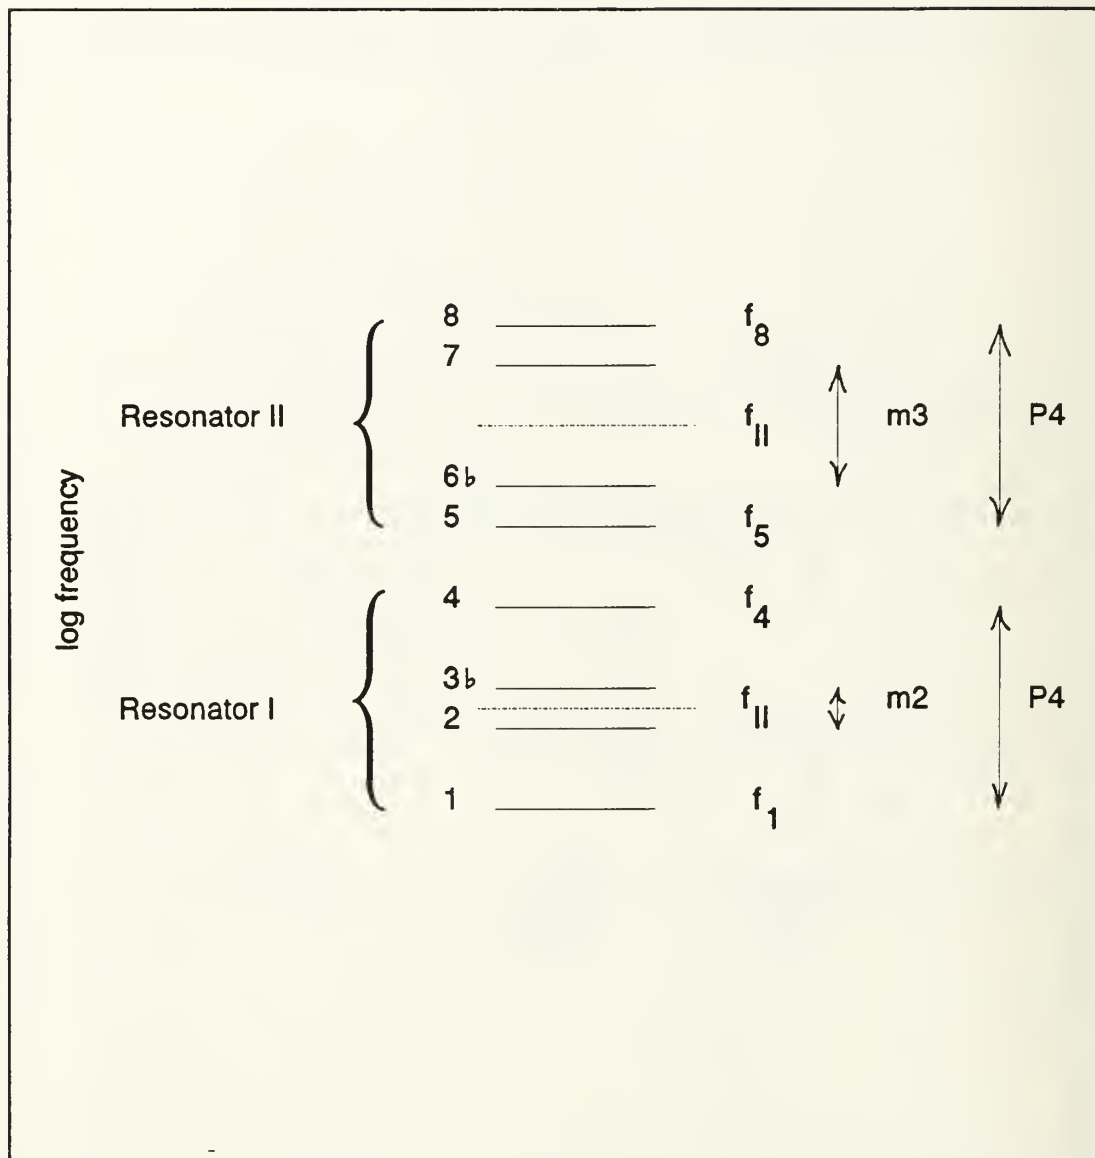 8 f8
7
Resonator II fII m3 P4
6♭
5 f5
log frequency
4 f4
3♭
Resonator I fII m2 P4
2
1 f1